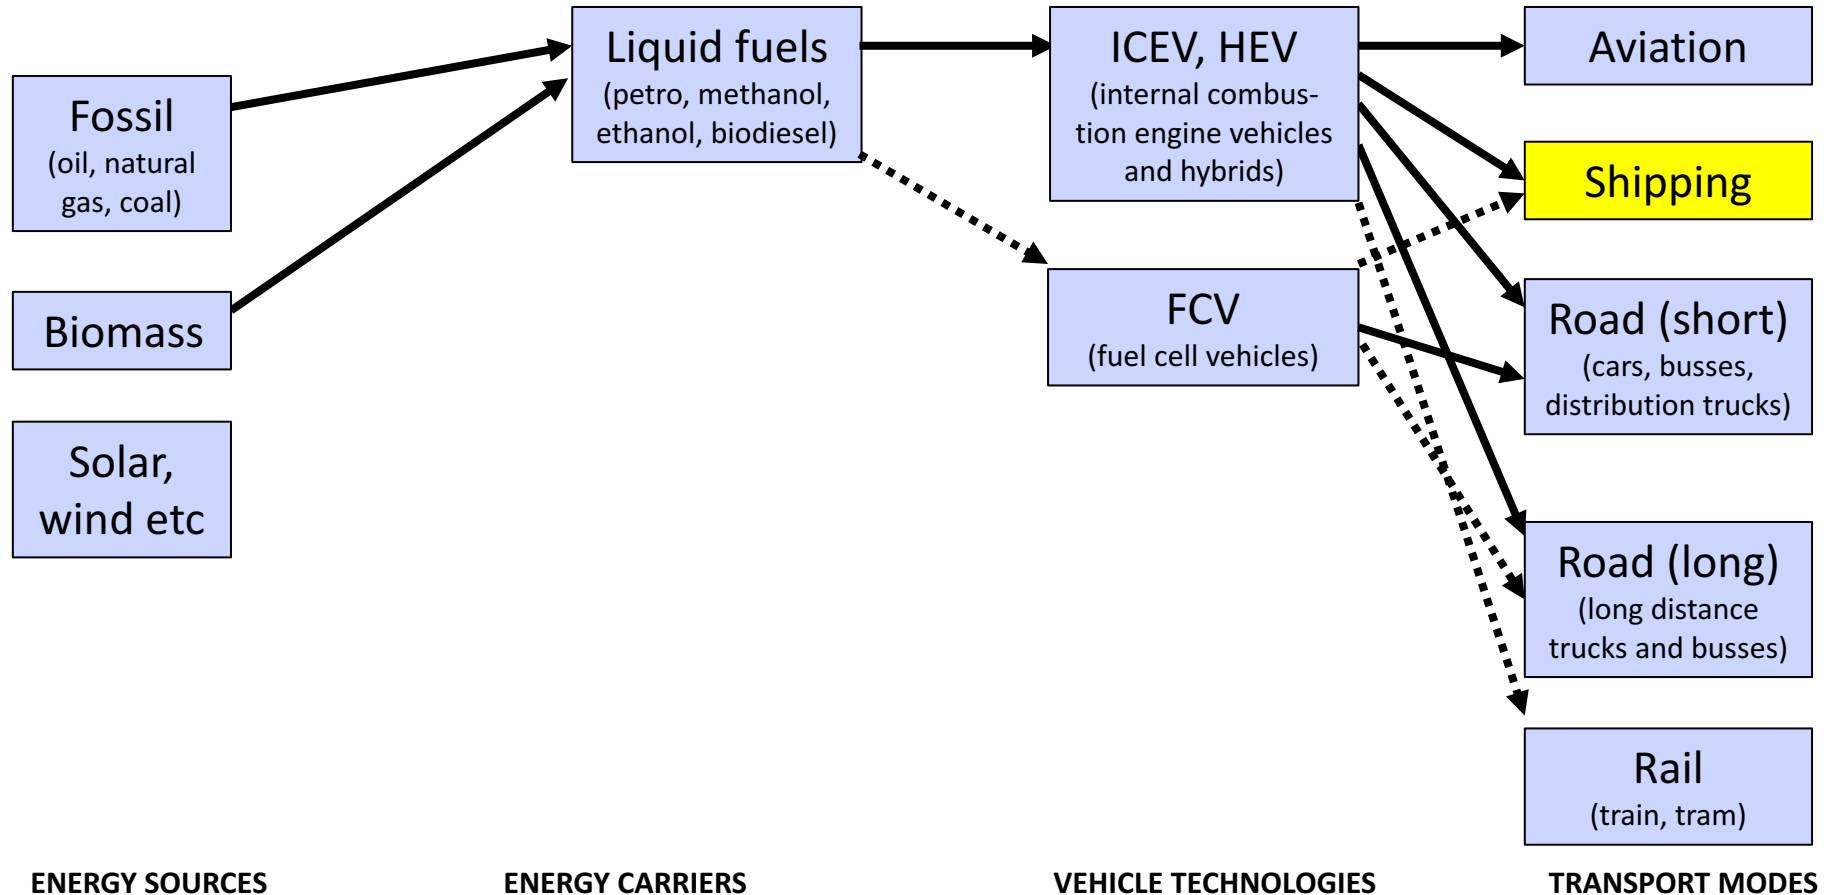 Fossil
(oil, natural
gas, coal)
Biomass
Solar,
wind etc
Liquid fuels
(petro, methanol,
ethanol, biodiesel)
ICEV, HEV
(internal combus-
tion engine vehicles
and hybrids)
FCV
(fuel cell vehicles)
Aviation
Shipping
Road (short)
(cars, busses,
distribution trucks)
Road (long)
(long distance
trucks and busses)
Rail
(train, tram)
ENERGY SOURCES
ENERGY CARRIERS
VEHICLE TECHNOLOGIES
TRANSPORT MODES